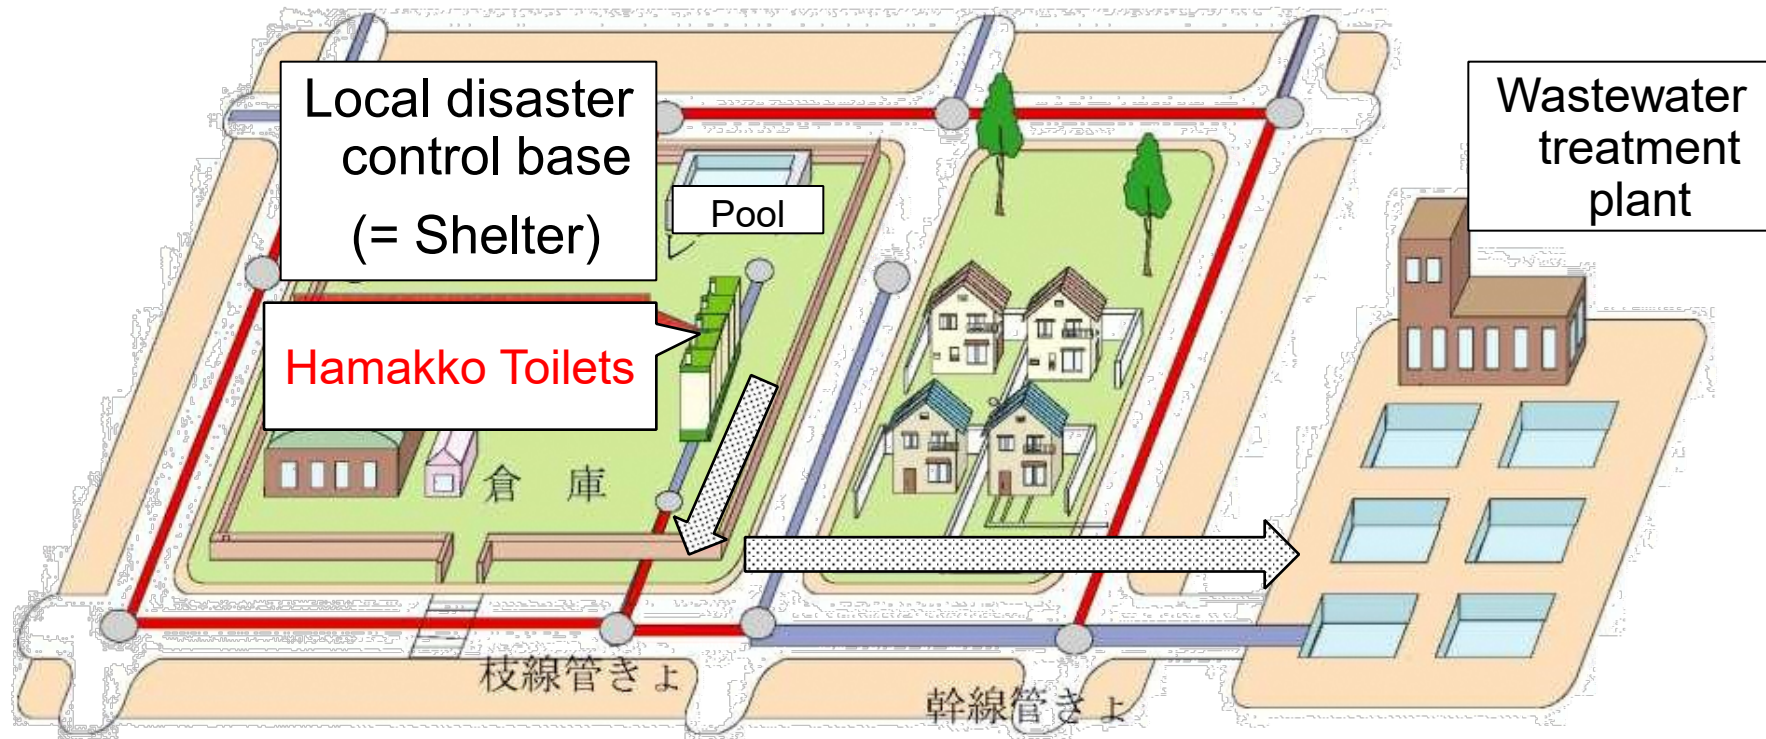 Local disaster
control base
(= Shelter)
Wastewater
treatment
plant
Pool
Hamakko Toilets
倉 庫
枝線管きょ
幹線管きょ